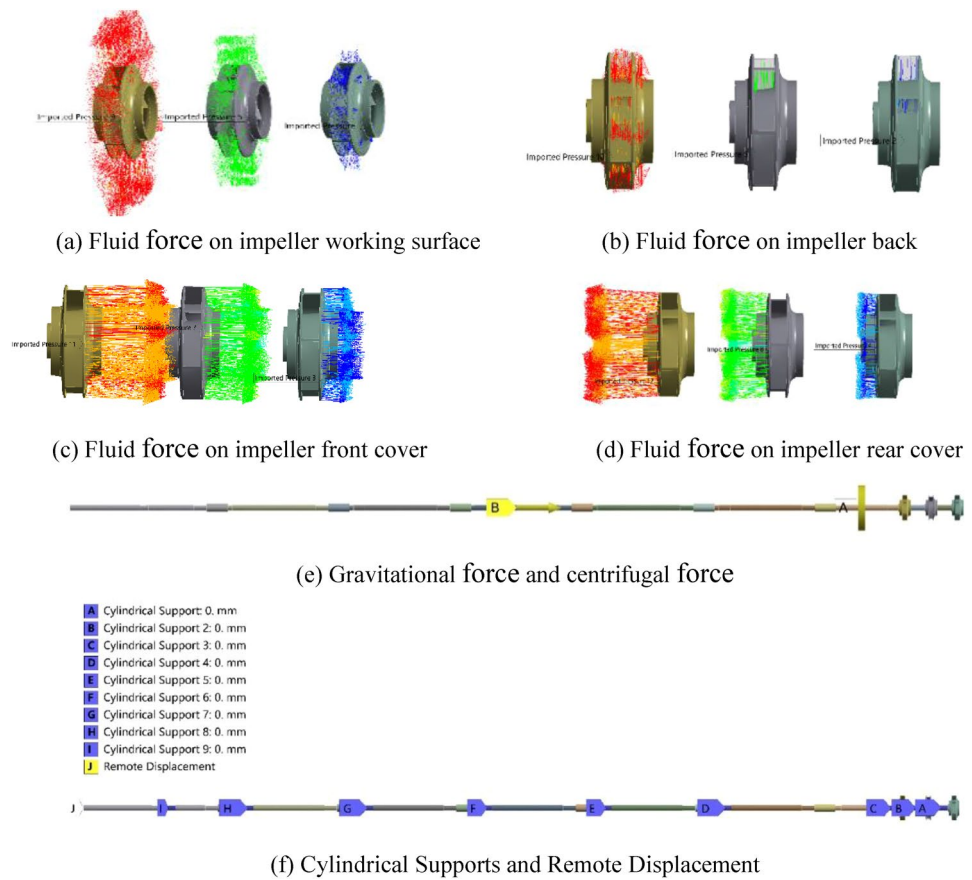 Imported Pressure 9
Imported Pressure 5
Imported Pressure
Imported Pressure
Imported Pressure
Imported Pressure 2
(a) Fluid force on impeller working surface
(b) Fluid force on impeller back
Imported Pressure 11
Imported Pressure 7
Imported Pressure 3
Imported Pressure
Imported Pressure
(c) Fluid force on impeller front cover
(d) Fluid force on impeller rear cover
B
A
(e) Gravitational force and centrifugal force
A Cylindrical Support: 0. mm
B Cylindrical Support 2: 0. mm
C Cylindrical Support 3: 0. mm
D Cylindrical Support 4: 0. mm
E Cylindrical Support 5: 0. mm
F Cylindrical Support 6: 0. mm
G Cylindrical Support 7: 0. mm
H Cylindrical Support 8: 0. mm
I Cylindrical Support 9: 0. mm
J Remote Displacement
J I H G F E D C B A
(f) Cylindrical Supports and Remote Displacement